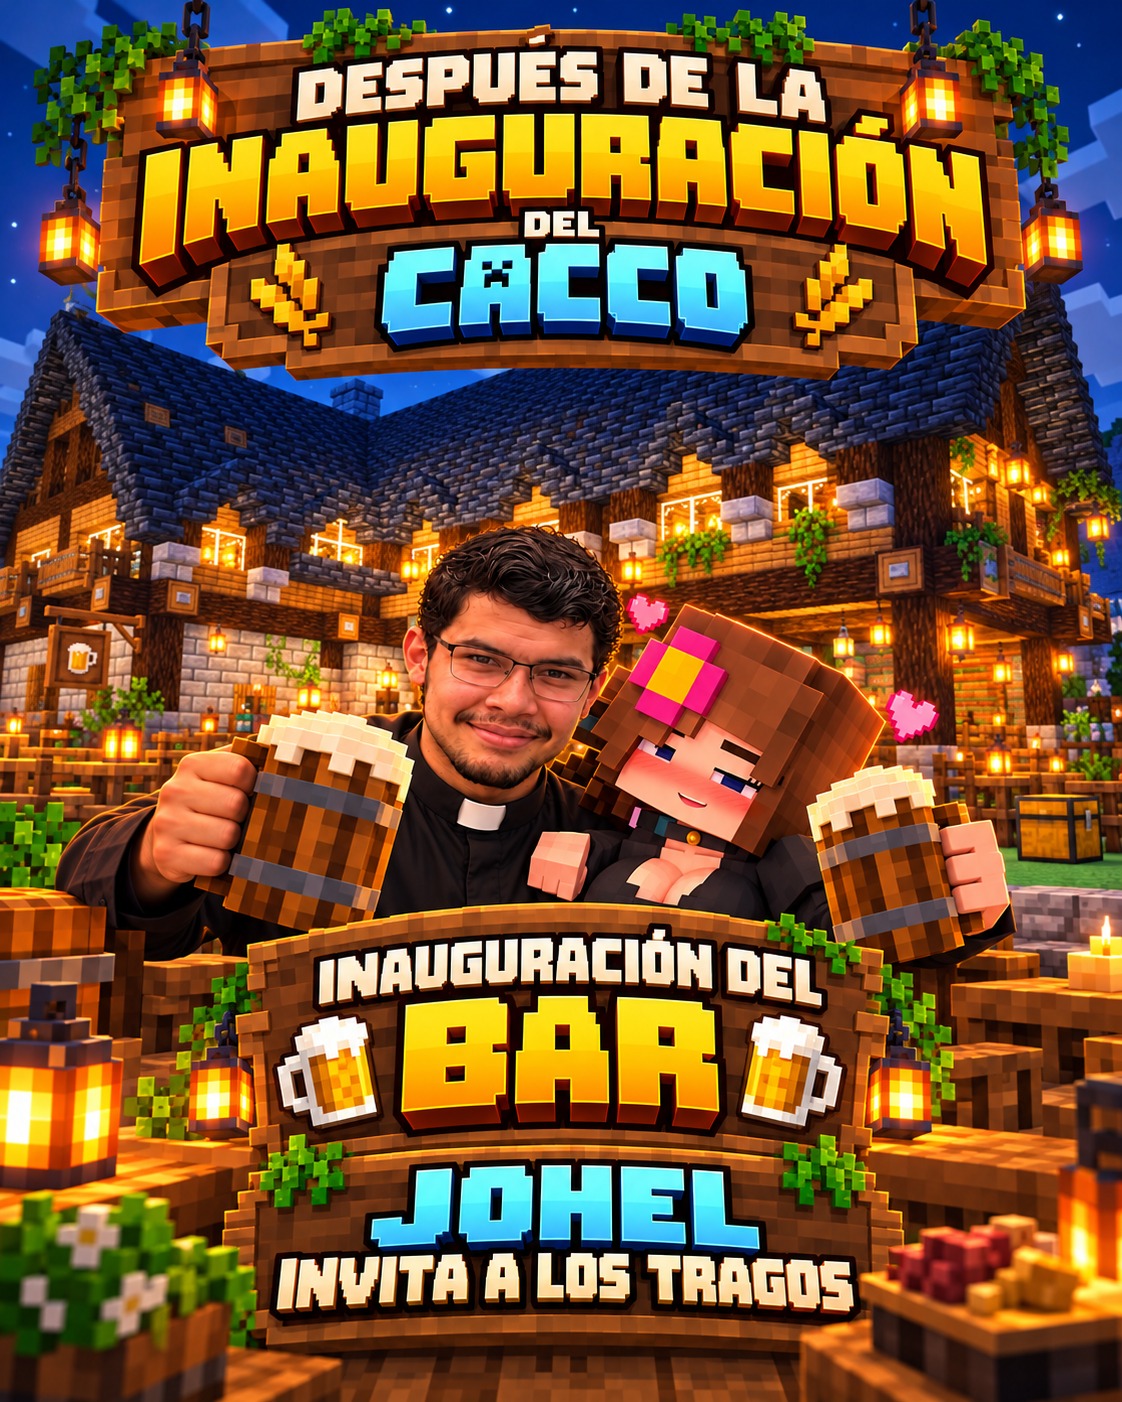 DESPUÉS DE LA
INAUGURACIÓN
DEL
CACCO
INAUGURACIÓN DEL
BAR
JOHEL
INVITA A LOS TRAGOS